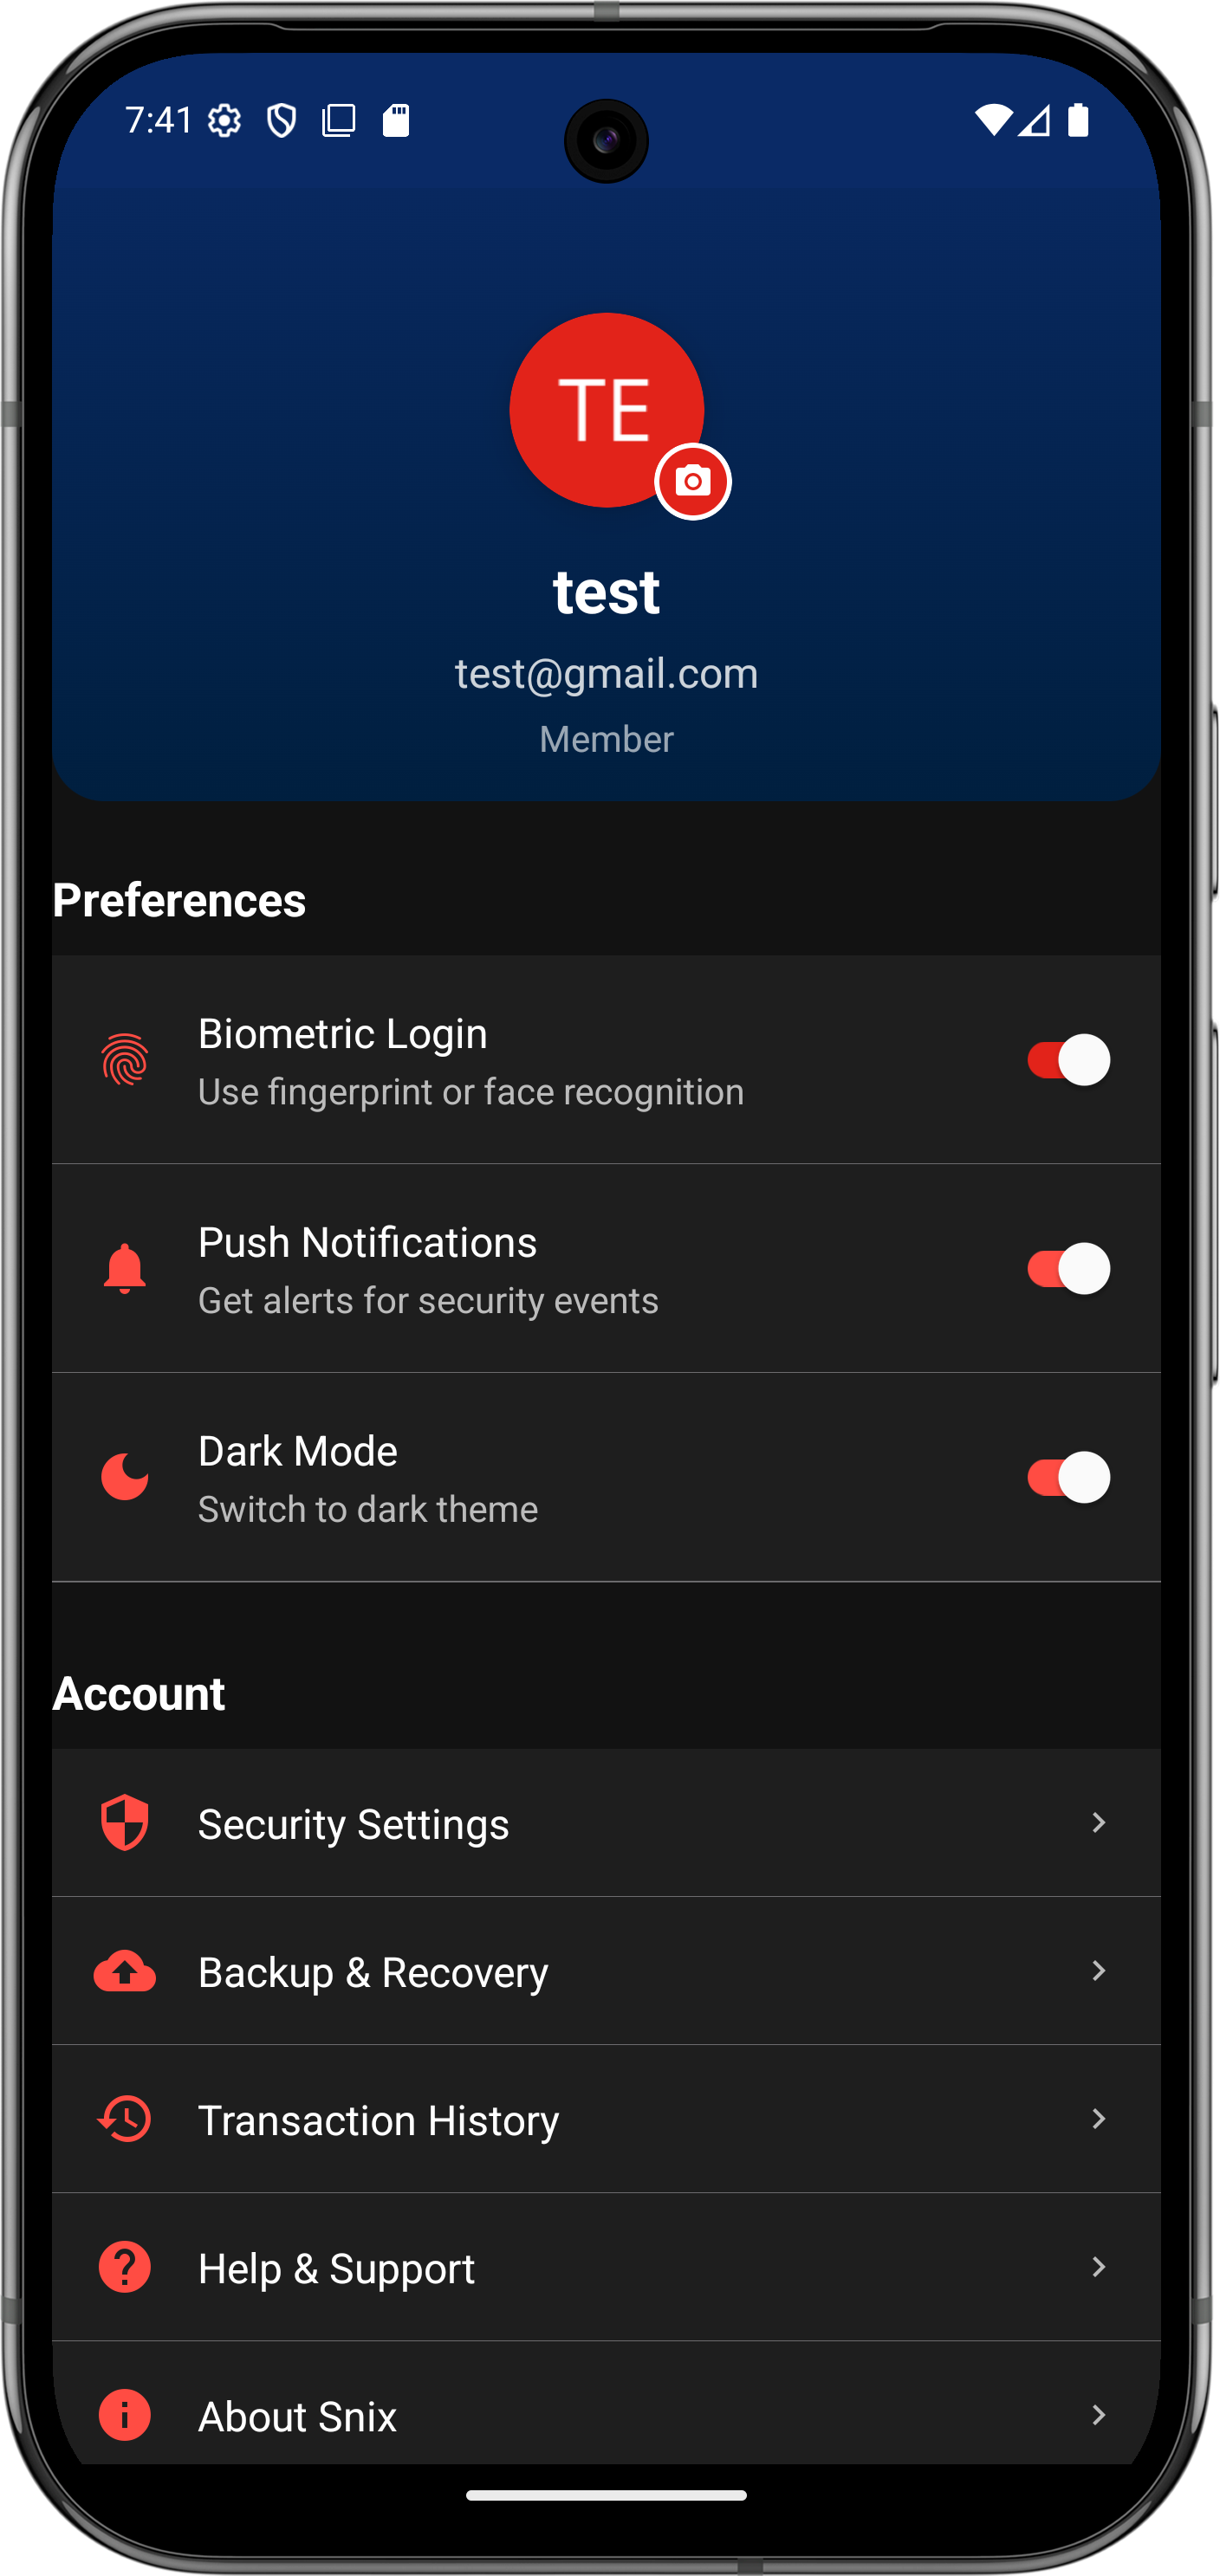 7:41
TE
test
test@gmail.com
Member
Preferences
Biometric Login
Use fingerprint or face recognition
Push Notifications
Get alerts for security events
Dark Mode
Switch to dark theme
Account
Security Settings
Backup & Recovery
Transaction History
Help & Support
About Snix